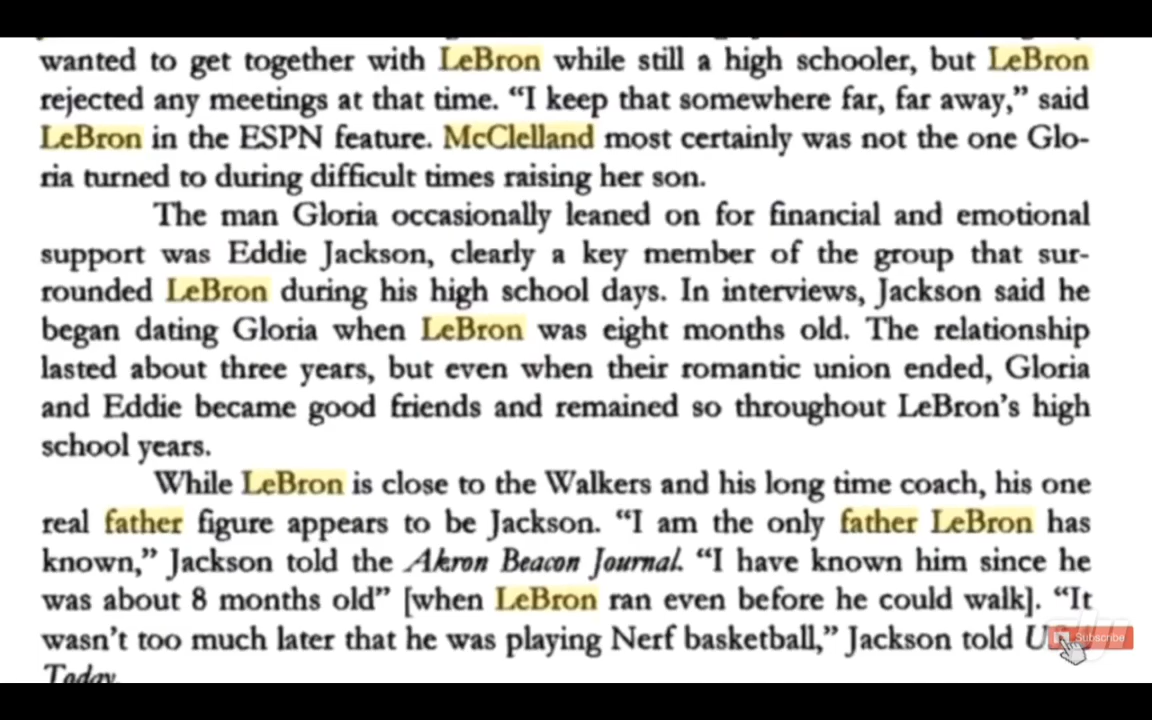 wanted to get together with LeBron while still a high schooler, but LeBron
rejected any meetings at that time. “I keep that somewhere far, far away,” said
LeBron in the ESPN feature. McClelland most certainly was not the one Glo-
ria turned to during difficult times raising her son.
The man Gloria occasionally leaned on for financial and emotional
support was Eddie Jackson, clearly a key member of the group that sur-
rounded LeBron during his high school days. In interviews, Jackson said he
began dating Gloria when LeBron was eight months old. The relationship
lasted about three years, but even when their romantic union ended, Gloria
and Eddie became good friends and remained so throughout LeBron’s high
school years.
While LeBron is close to the Walkers and his long time coach, his one
real father figure appears to be Jackson. “I am the only father LeBron has
known,” Jackson told the Akron Beacon Journal. “I have known him since he
was about 8 months old” [when LeBron ran even before he could walk]. “It
wasn’t too much later that he was playing Nerf basketball,” Jackson told
Subscribe
Today.